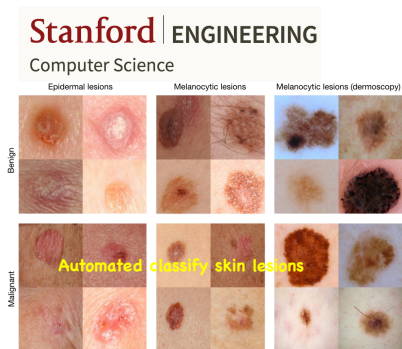 Stanford ENGINEERING
Computer Science
Epidermal lesions Melanocytic lesions Melanocytic lesions (dermoscopy)
Benign
Automated classify skin lesions
Malignant